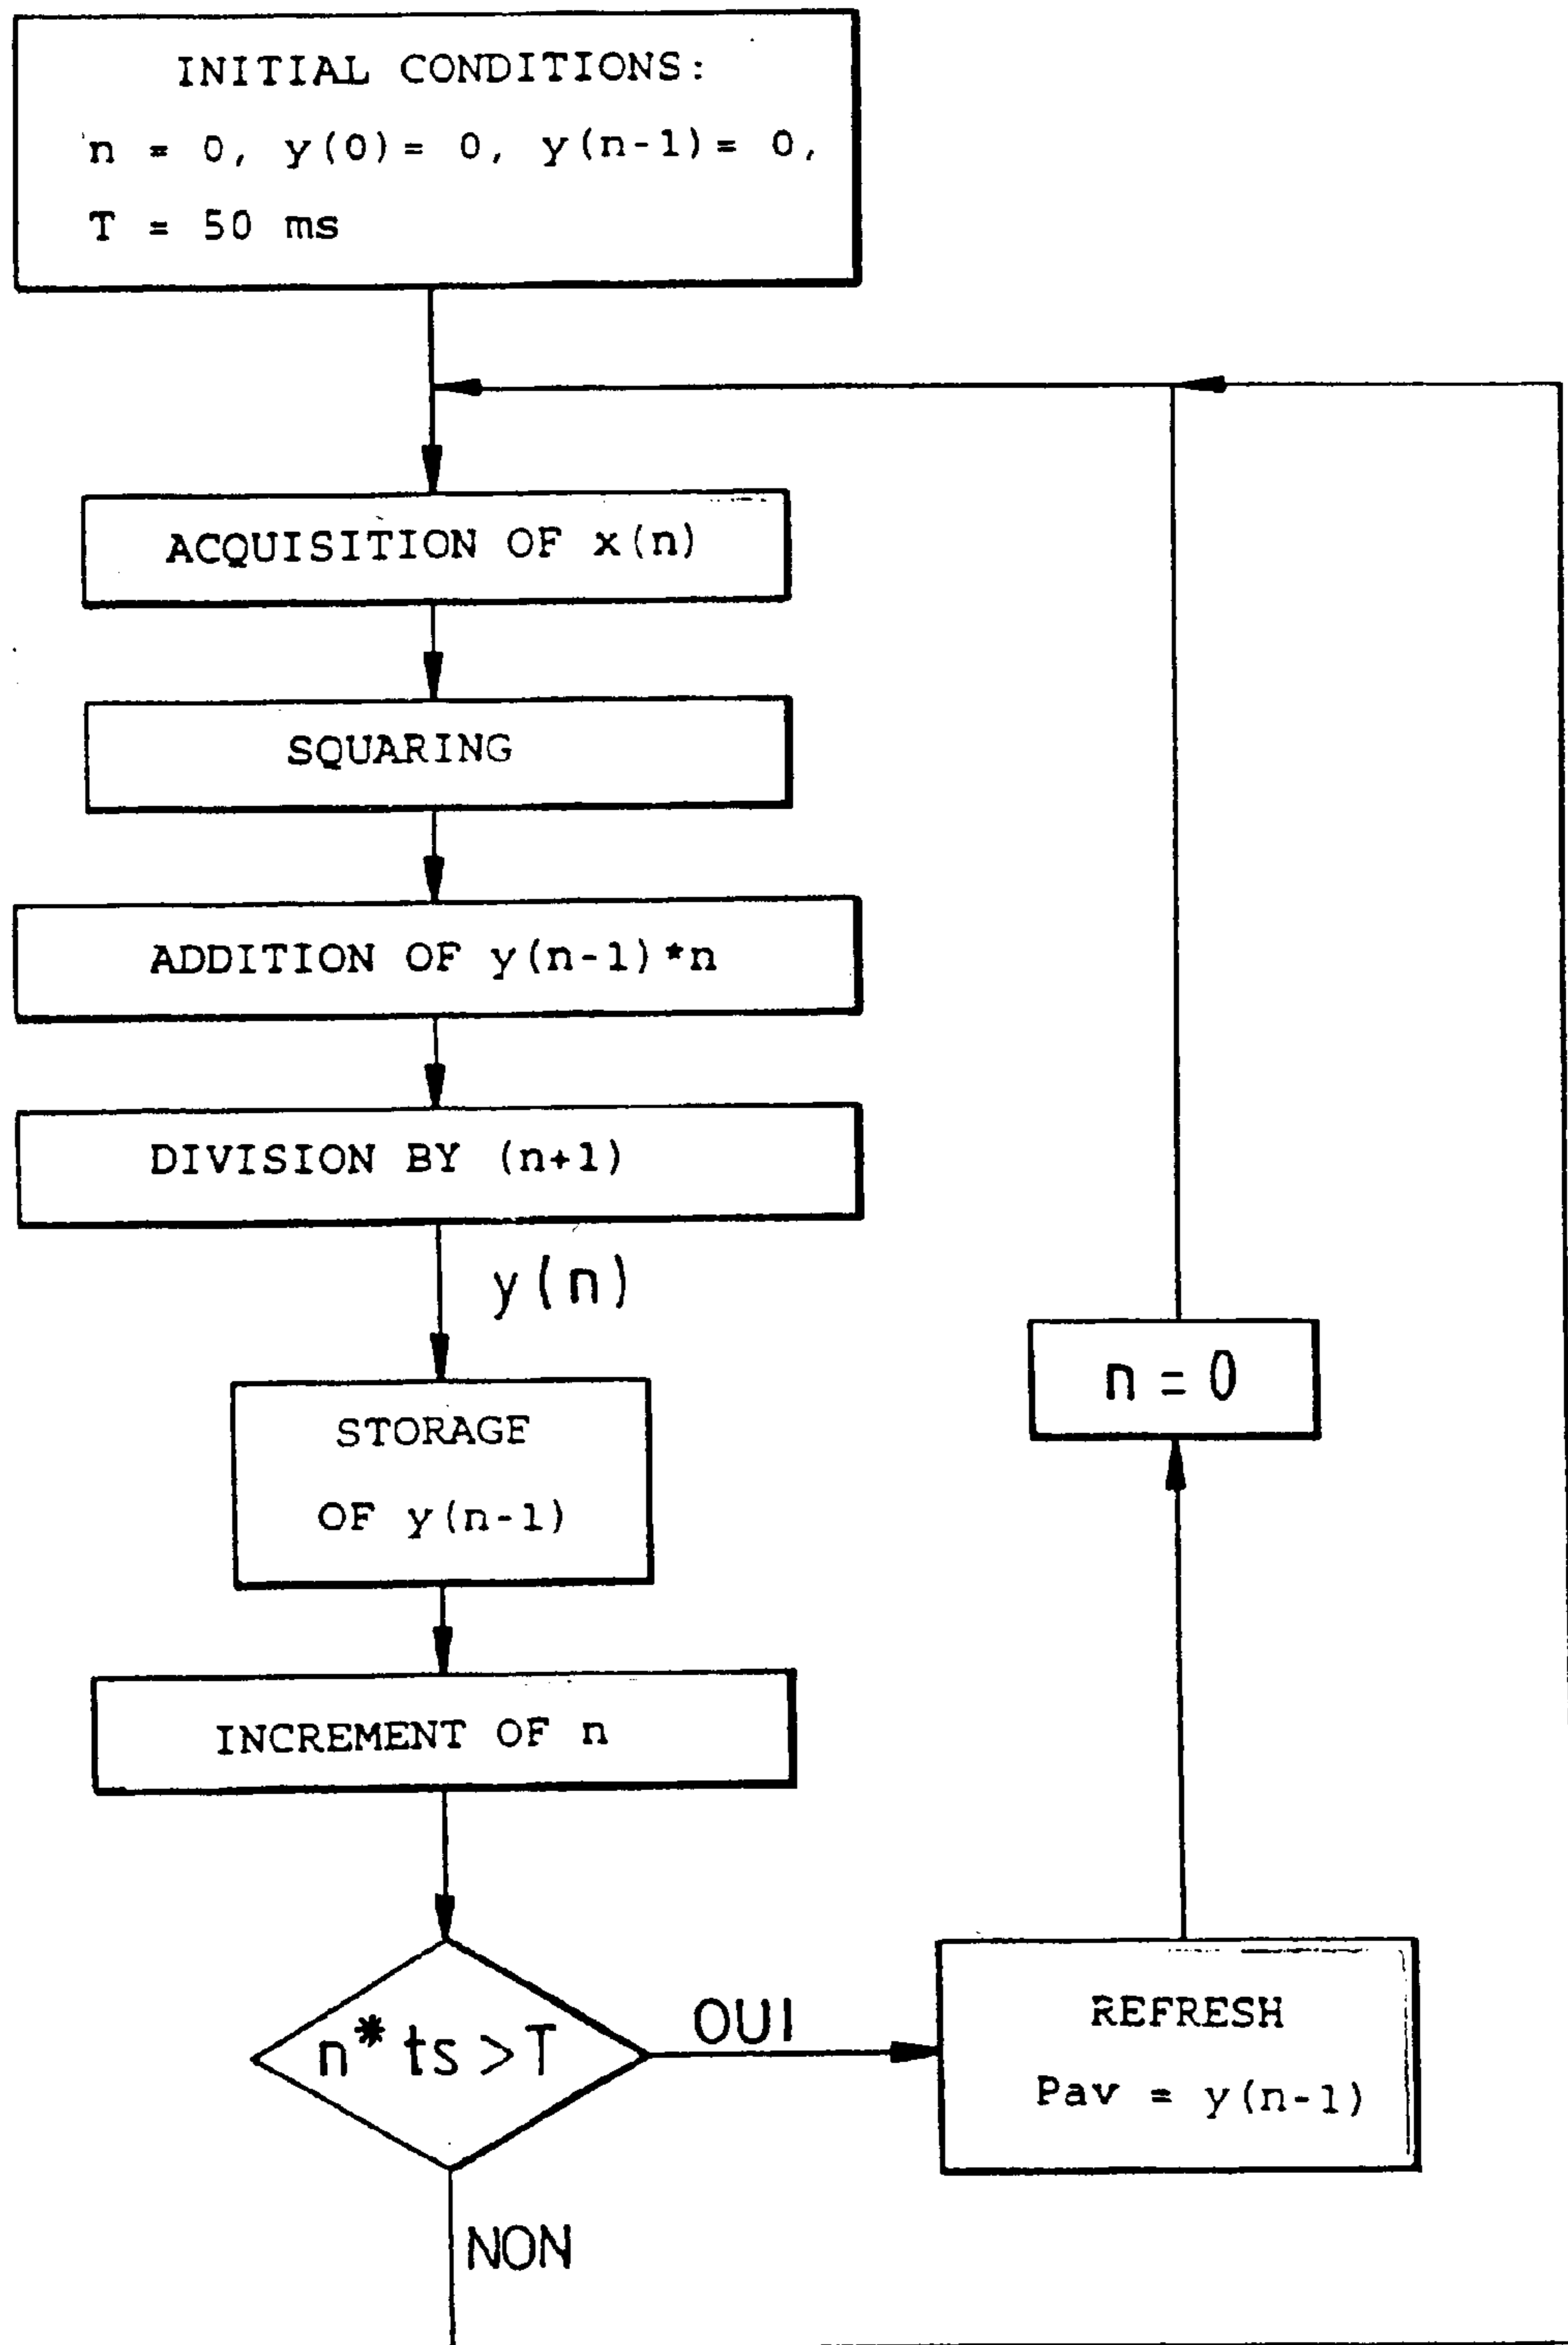 INITIAL CONDITIONS:
n = 0, y(0)= 0, y(n-1)= 0,
T = 50 ms
ACQUISITION OF x(n)
SQUARING
ADDITION OF y(n-1)*n
DIVISION BY (n+1)
y(n)
STORAGE
OF y(n-1)
INCREMENT OF n
n* ts >T
OUI
NON
REFRESH
Pav = y(n-1)
n = 0